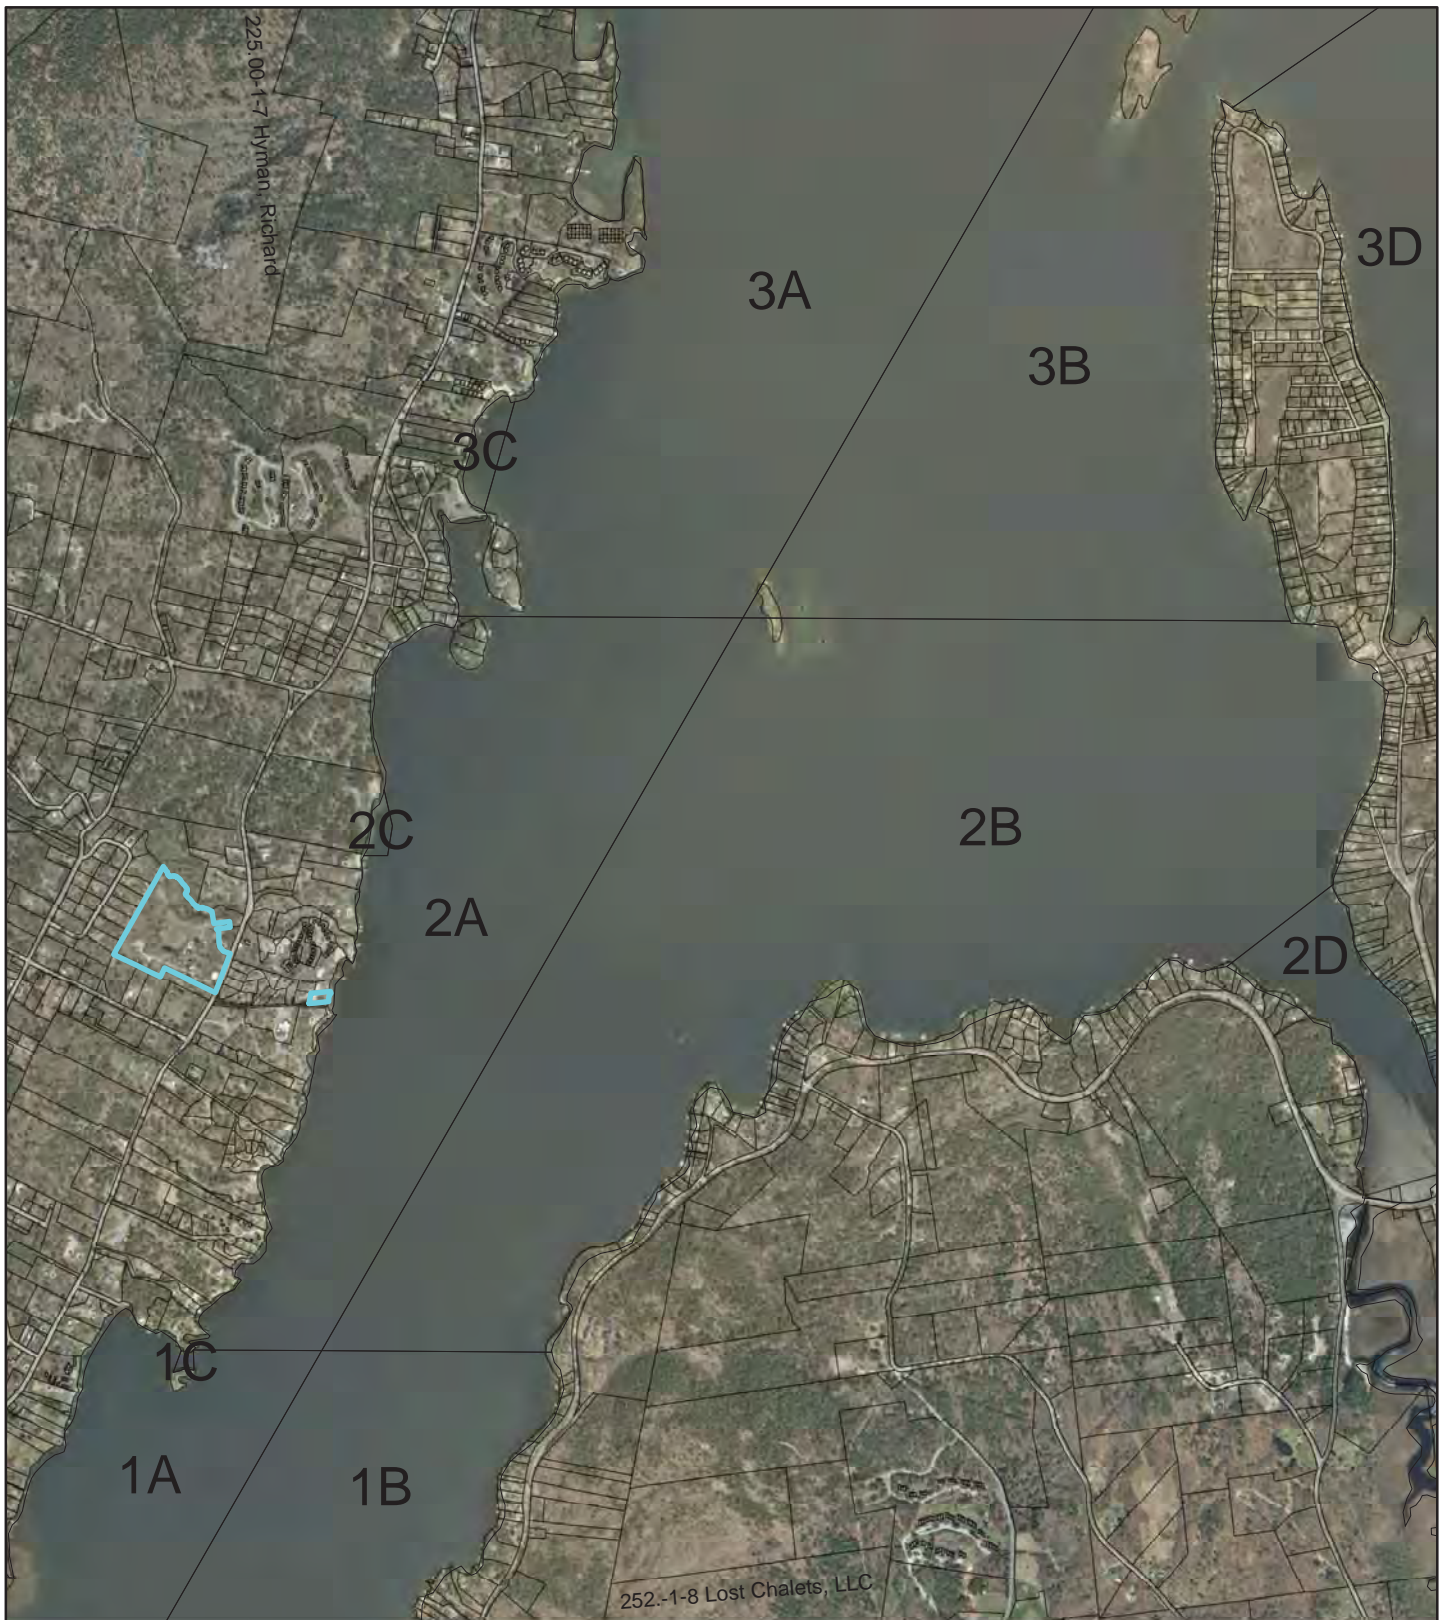 225.00-1-7 Hyman, Richard
3A
3D
3B
3C
2C
2B
2A
2D
1C
1A
1B
252.-1-8 Lost Chalets, LLC